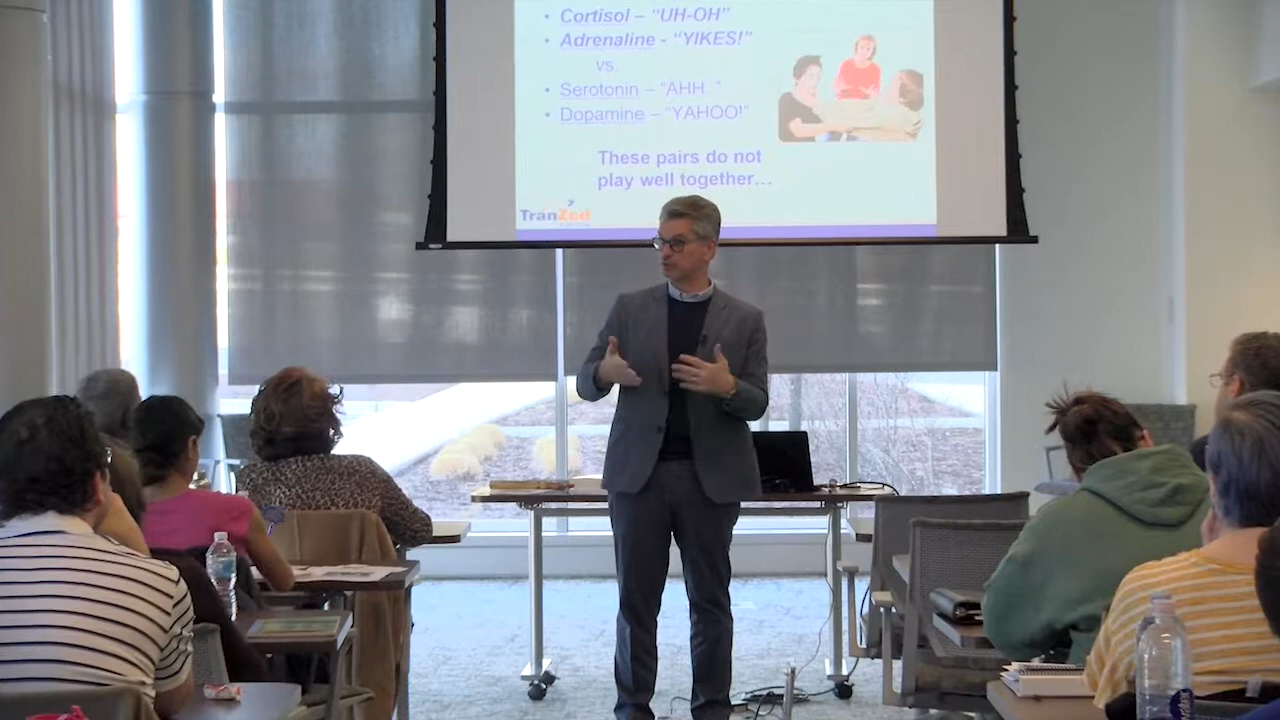 • Cortisol – “UH-OH”
• Adrenaline - “YIKES!”
vs.
• Serotonin – “AHH. ”
• Dopamine – “YAHOO!”
These pairs do not
play well together…
TranZed